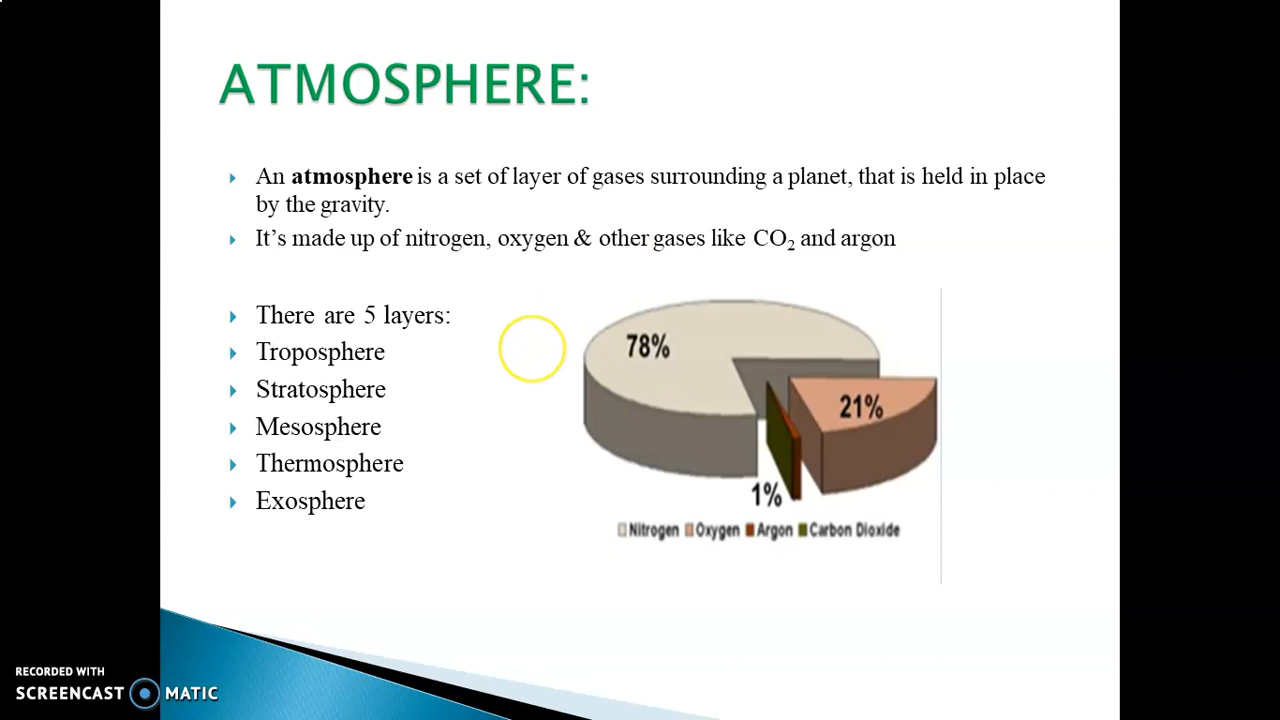 ATMOSPHERE:
An atmosphere is a set of layer of gases surrounding a planet, that is held in place
by the gravity.
It's made up of nitrogen, oxygen & other gases like CO₂ and argon
There are 5 layers:
Troposphere
Stratosphere
Mesosphere
Thermosphere
Exosphere
78%
21%
1%
Nitrogen Oxygen Argon Carbon Dioxide
RECORDED WITH
SCREENCAST MATIC